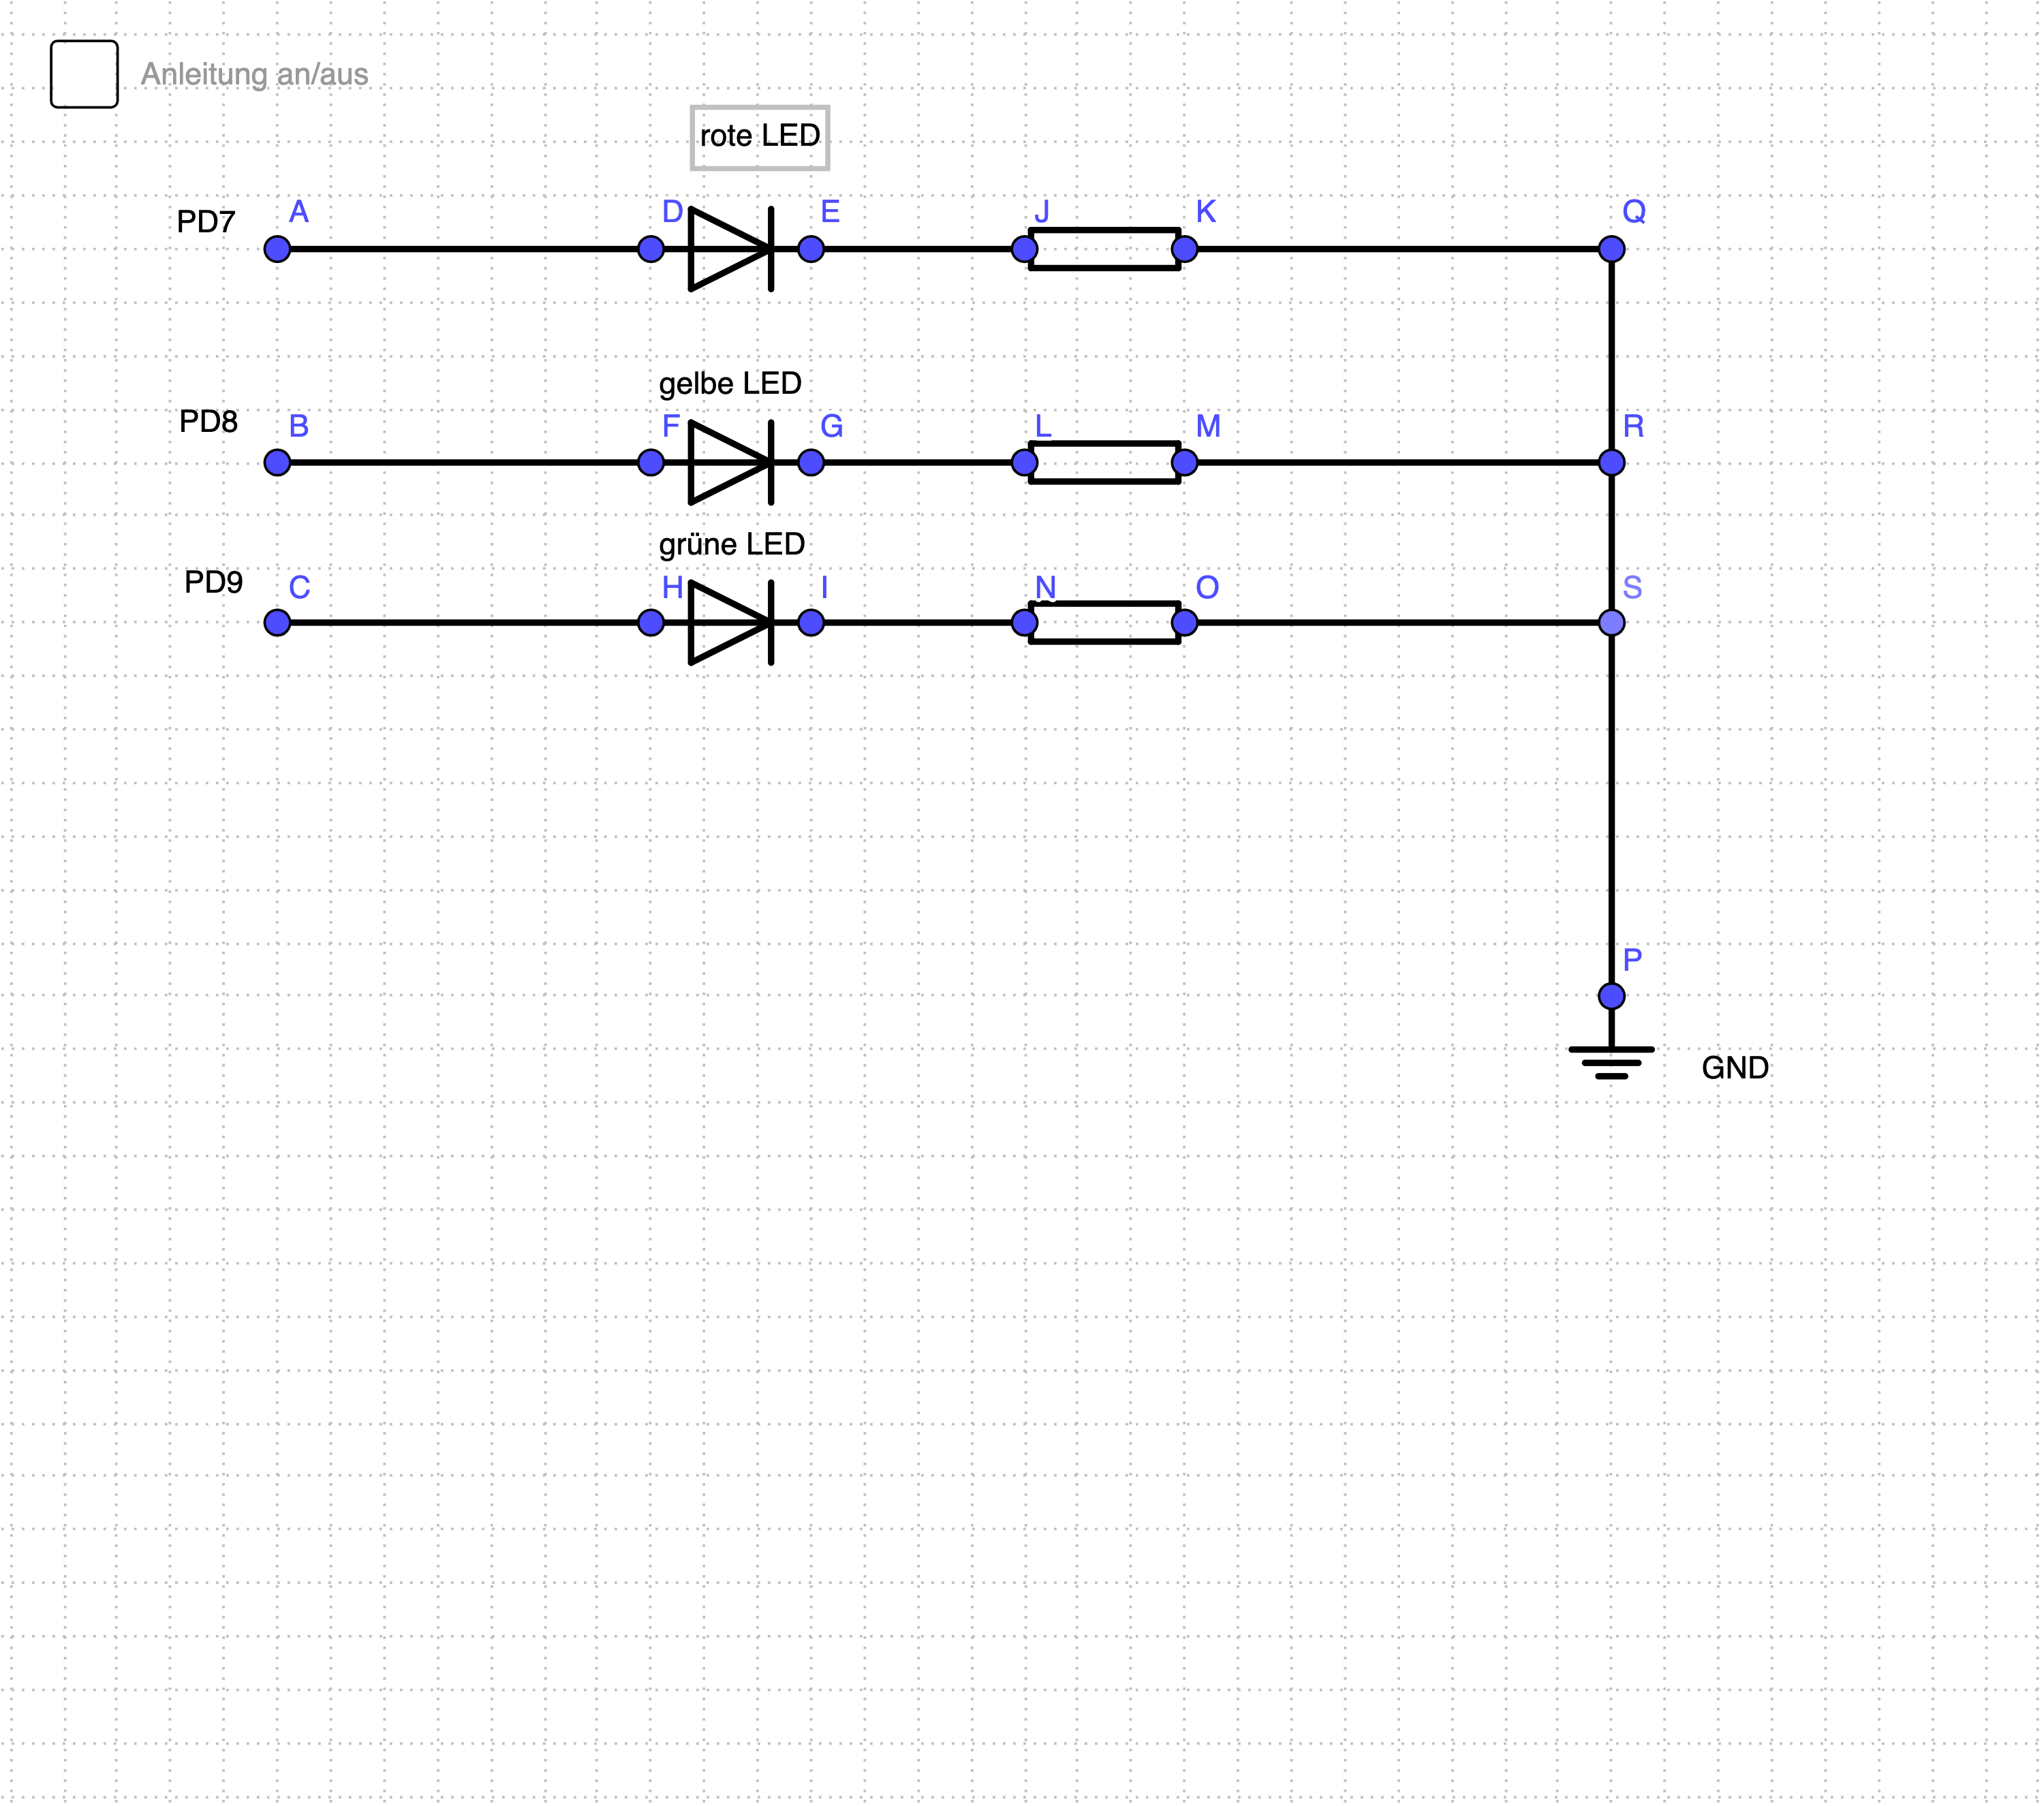 Anleitung an/aus
rote LED
PD7
A
D
E
J
K
Q
gelbe LED
PD8
B
F
G
L
M
R
grüne LED
PD9
C
H
I
N
O
S
P
GND